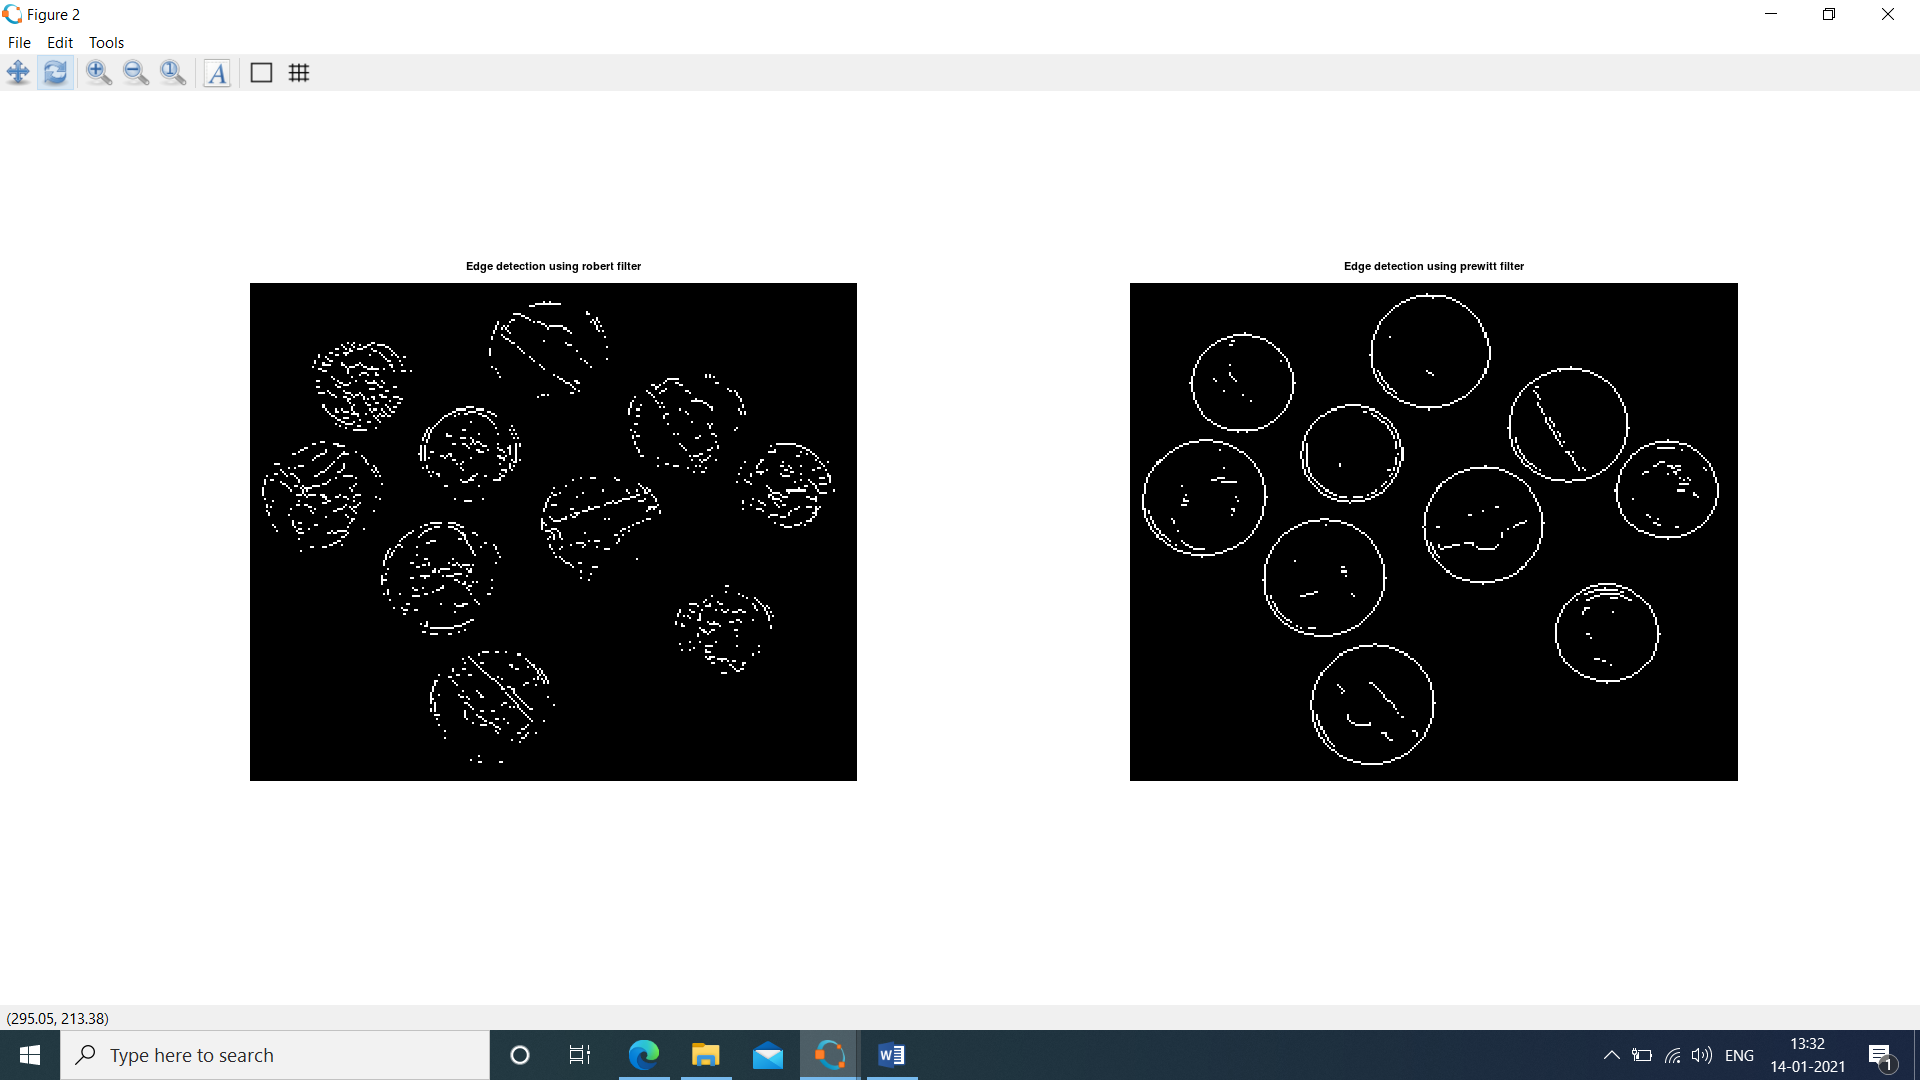 Figure 2
File Edit Tools
A
Edge detection using robert filter
Edge detection using prewitt filter
(295.05, 213.38)
Type here to search
ENG
13:32
14-01-2021
1